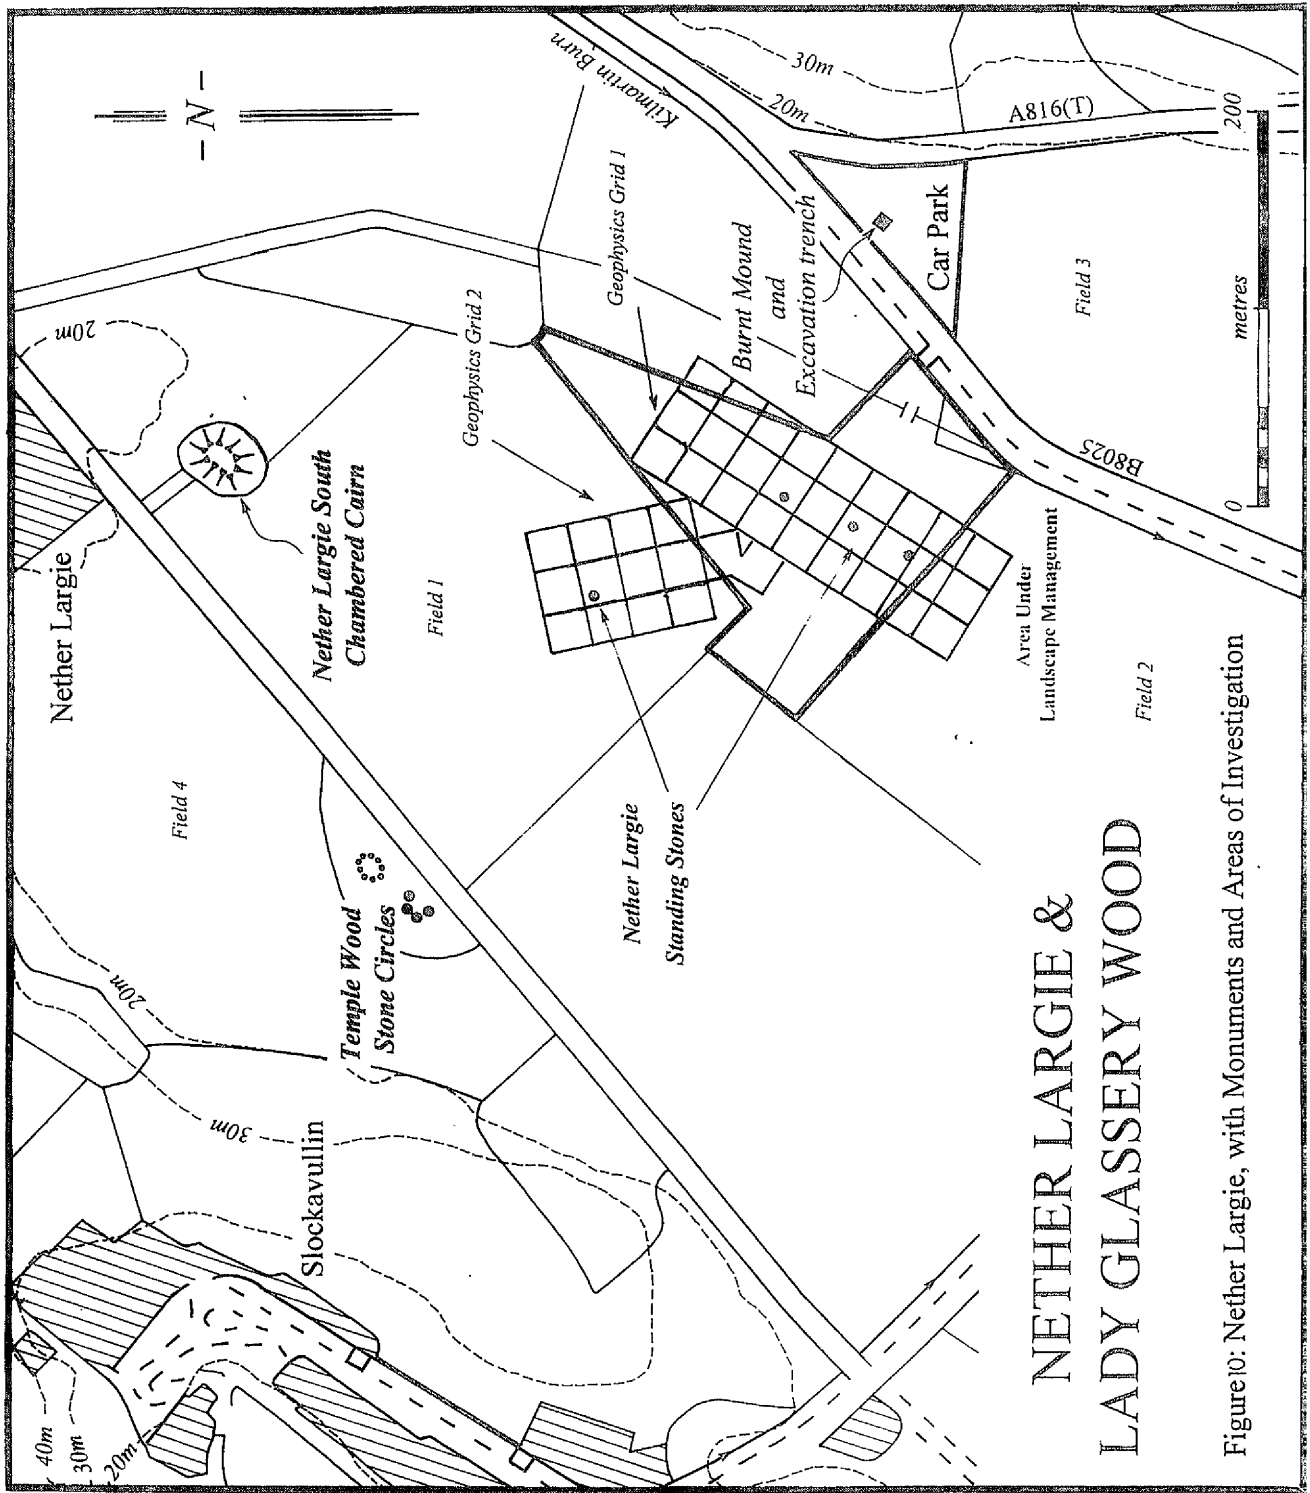 Slockavullin
40m
30m
20m
30m
20m
Field 4
Nether Largie
20m
- N -
Temple Wood
Stone Circles
Nether Largie South
Chambered Cairn
Field 1
Geophysics Grid 2
Geophysics Grid 1
Kilmartin Burn
Nether Largie
Standing Stones
Burnt Mound
and
Excavation trench
30m
20m
A816(T)
Car Park
Field 3
B8025
Area Under
Landscape Management
Field 2
0
metres
200
NETHER LARGIE &
LADY GLASSERY WOOD
Figure 10: Nether Largie, with Monuments and Areas of Investigation